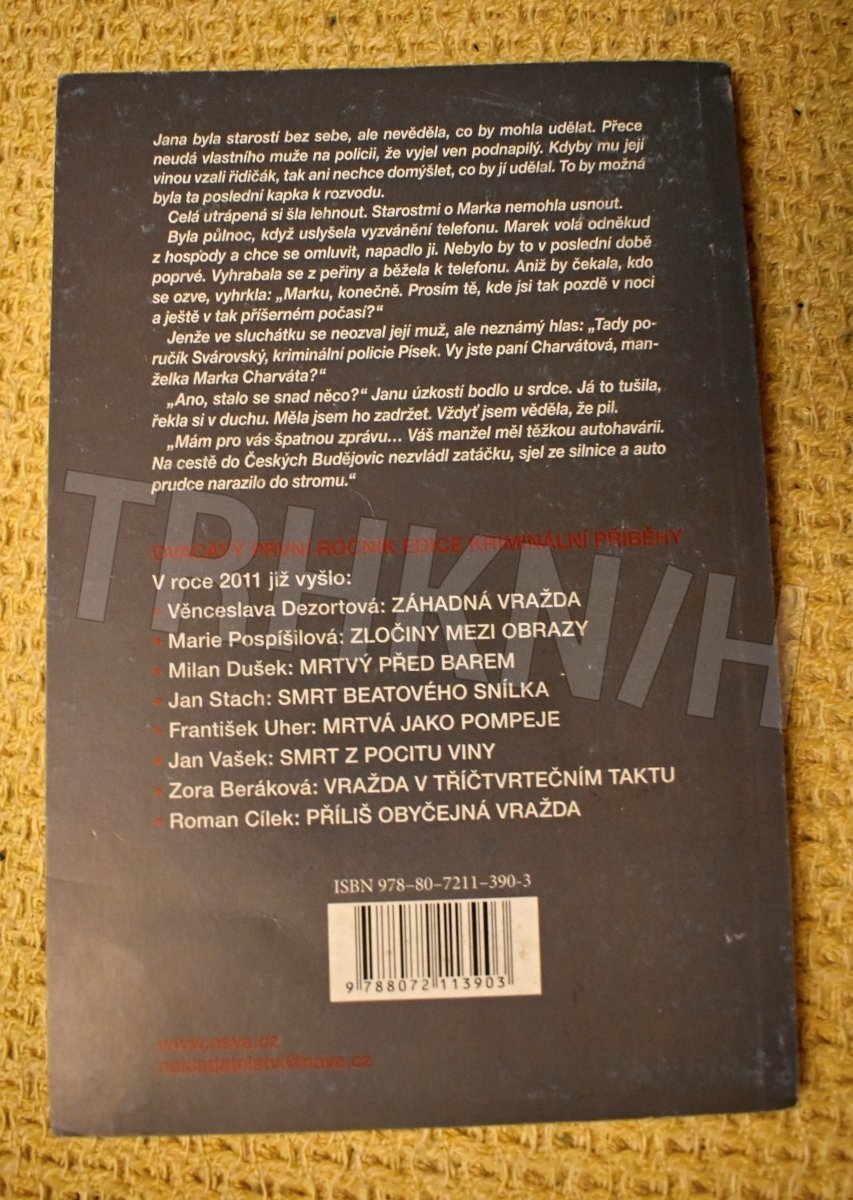 Jana byla starostí bez sebe, ale nevěděla, co by mohla udělat. Přece
neudá vlastního muže na policii, že vyjel ven podnapilý. Kdyby mu její
vinou vzali řidičák, tak ani nechce domýšlet, co by jí udělal. To by možná
byla ta poslední kapka k rozvodu.
Celá utrápená si šla lehnout. Starostmi o Marka nemohla usnout.
Byla půlnoc, když uslyšela vyzvánění telefonu. Marek volá odněkud
z hospody a chce se omluvit, napadlo ji. Nebylo by to v poslední době
poprvé. Vyhrabala se z peřiny a běžela k telefonu. Aniž by čekala, kdo
se ozve, vyhrkla: „Marku, konečně. Prosím tě, kde jsi tak pozdě v noci
a ještě v tak příšerném počasí?“
Jenže ve sluchátku se neozval její muž, ale neznámý hlas: „Tady po-
ručík Svárovský, kriminální policie Písek. Vy jste paní Charvátová, man-
želka Marka Charváta?“
„Ano, stalo se snad něco?“ Janu úzkostí bodlo u srdce. Já to tušila,
řekla si v duchu. Měla jsem ho zadržet. Vždyť jsem věděla, že pil.
„Mám pro vás špatnou zprávu... Váš manžel měl těžkou autohavárii.
Na cestě do Českých Budějovic nezvládl zatáčku, sjel ze silnice a auto
prudce narazilo do stromu.“
DVACÁTÝ PRVNÍ ROČNÍK EDICE KRIMINÁLNÍ PŘÍBĚHY
V roce 2011 již vyšlo:
• Věnceslava Dezortová: ZÁHADNÁ VRAŽDA
• Marie Pospíšilová: ZLOČINY MEZI OBRAZY
• Milan Dušek: MRTVÝ PŘED BAREM
• Jan Stach: SMRT BEATOVÉHO SNÍLKA
• František Uher: MRTVÁ JAKO POMPEJE
• Jan Vašek: SMRT Z POCITU VINY
• Zora Beráková: VRAŽDA V TŘÍČTVRTEČNÍM TAKTU
• Roman Cílek: PŘÍLIŠ OBYČEJNÁ VRAŽDA
ISBN 978–80–7211–390–3
9 788072 113903
www.nava.cz
nakladatelstvi@nava.cz
TRHKNIH